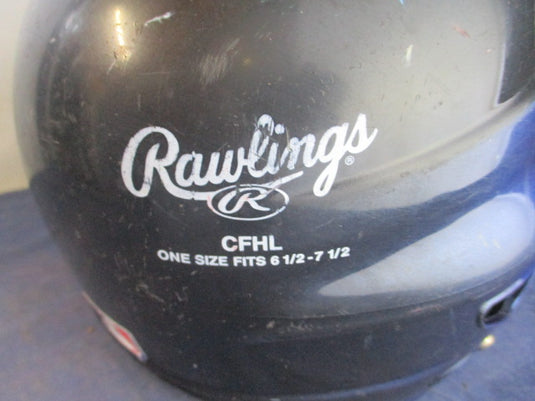 Rawlings®
R
CFHL
ONE SIZE FITS 6 1/2-7 1/2